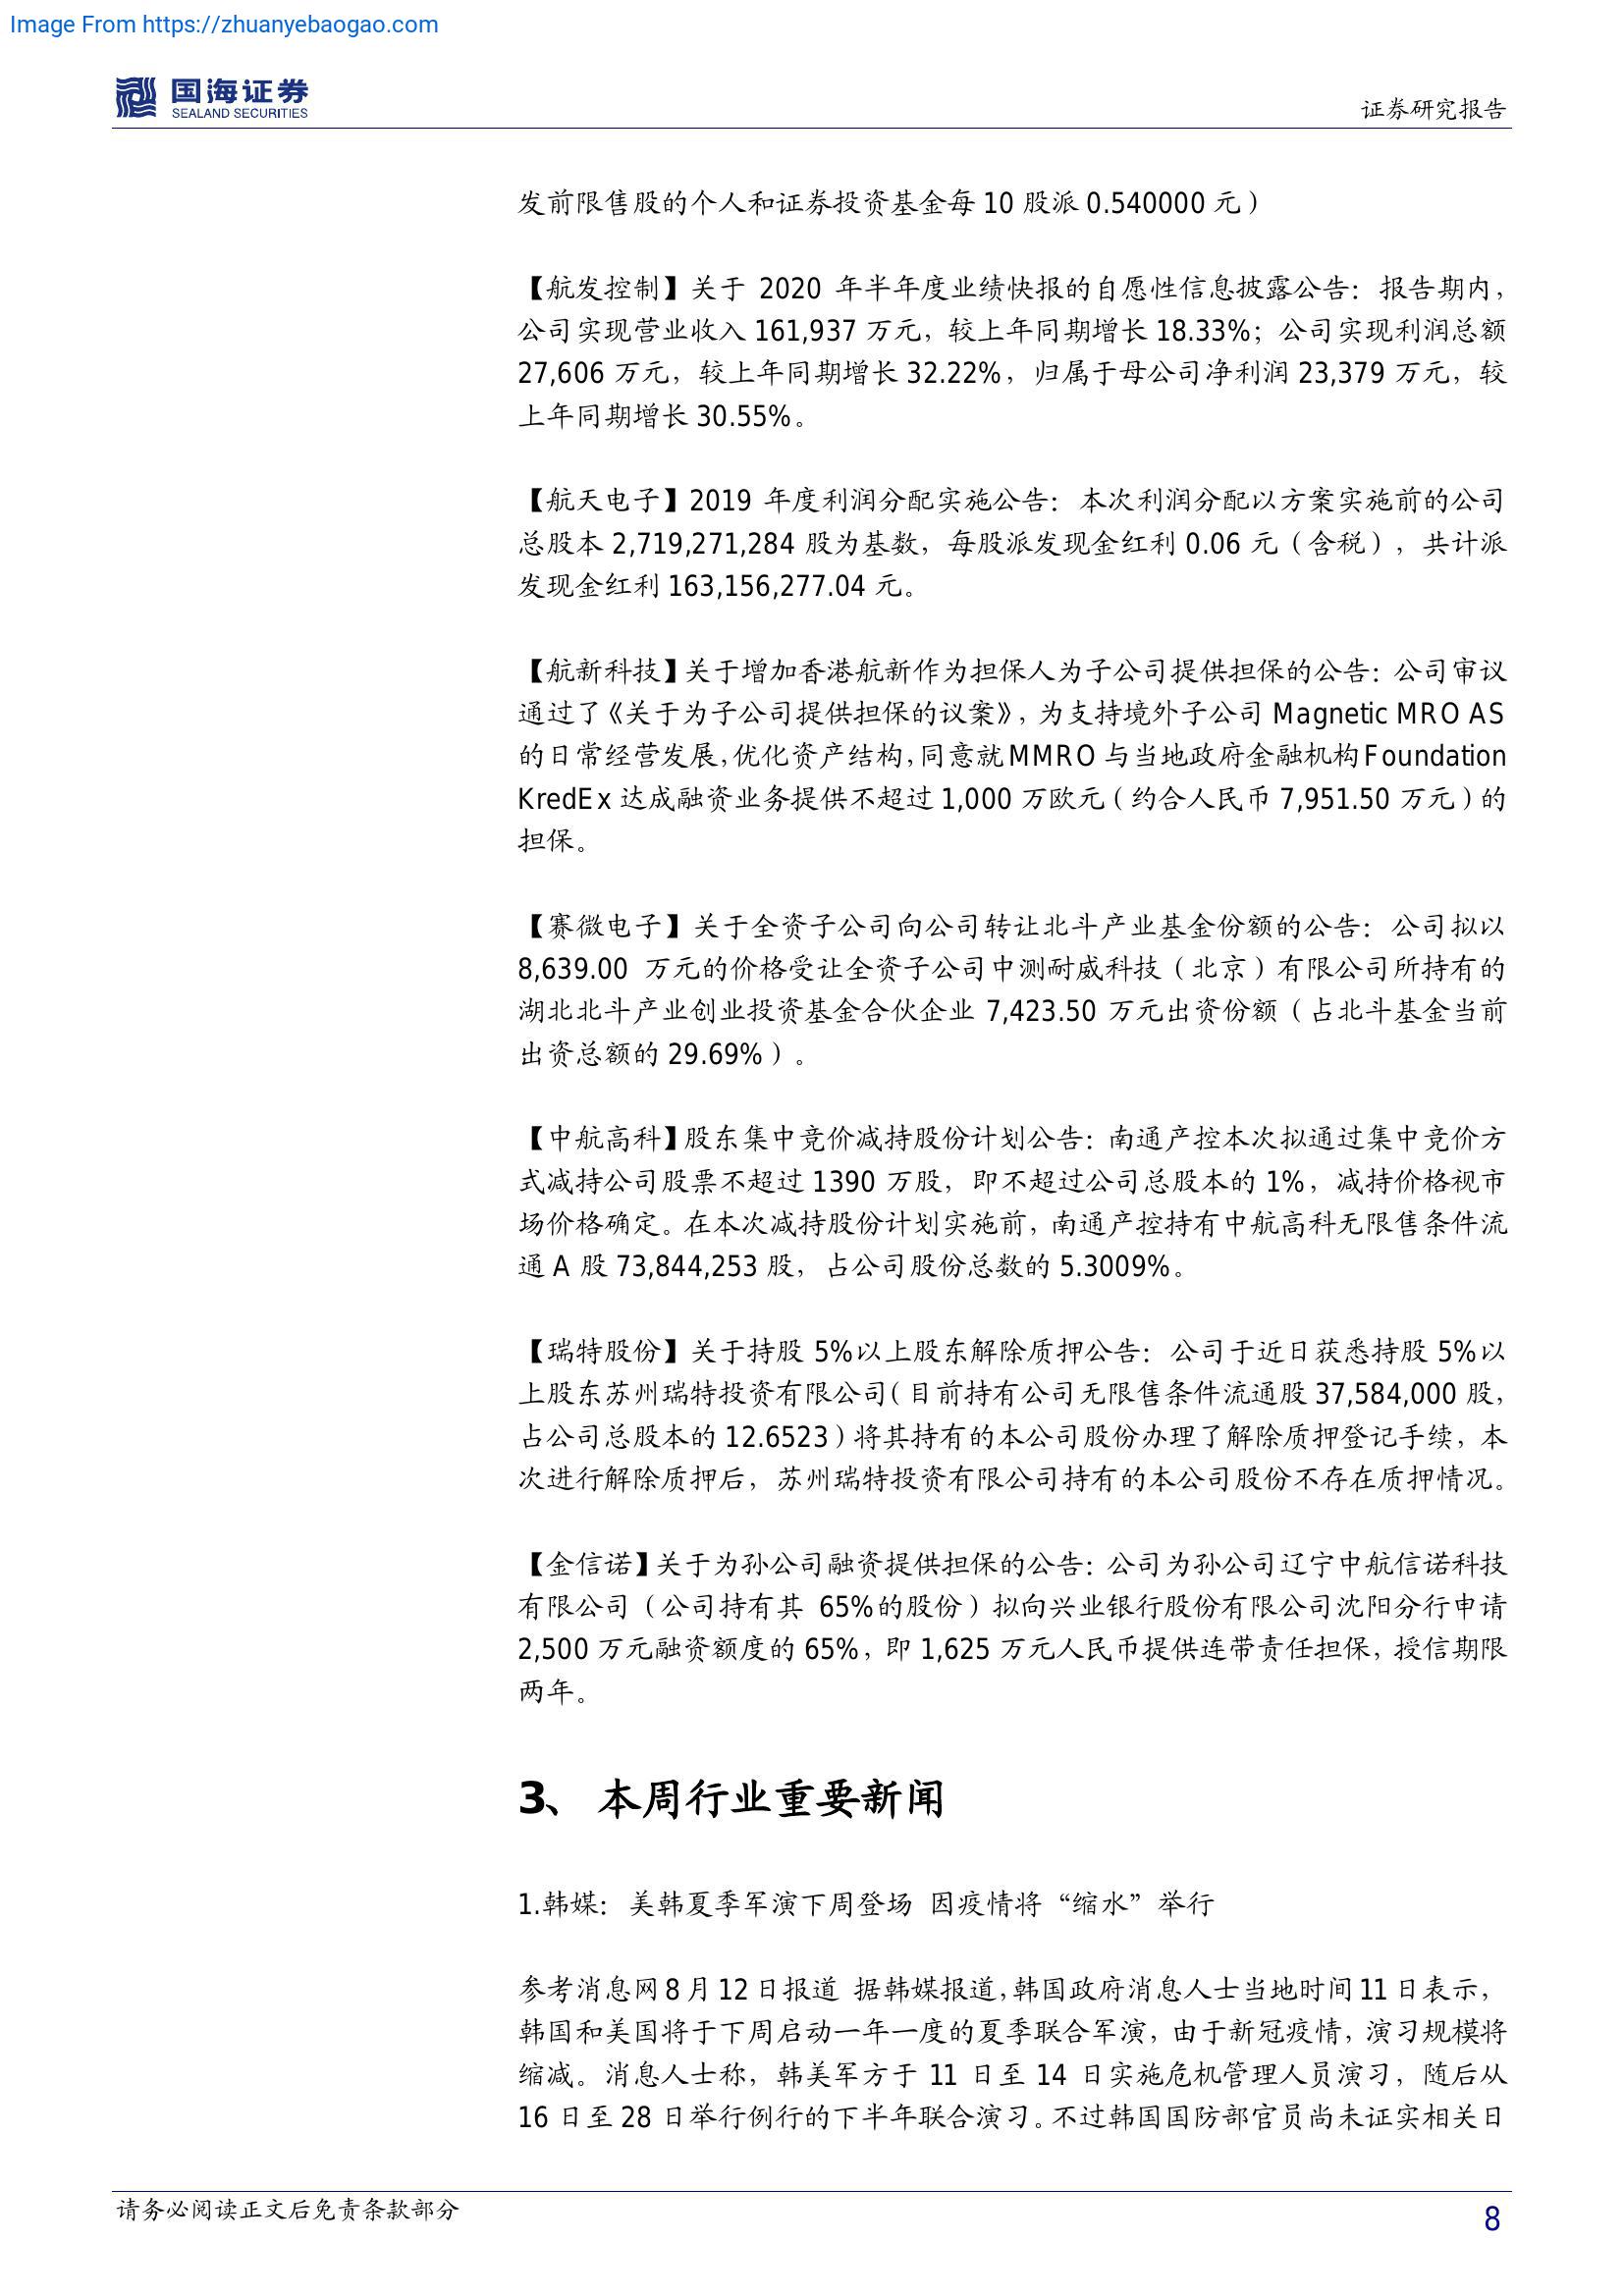 Image From https://zhuanyebaogao.com
国海证券
SEALAND SECURITIES
证券研究报告
发前限售股的个人和证券投资基金每 10 股派 0.540000 元）
【航发控制】关于 2020 年半年度业绩快报的自愿性信息披露公告：报告期内，
公司实现营业收入 161,937 万元，较上年同期增长 18.33%；公司实现利润总额
27,606 万元，较上年同期增长 32.22%，归属于母公司净利润 23,379 万元，较
上年同期增长 30.55%。
【航天电子】2019 年度利润分配实施公告：本次利润分配以方案实施前的公司
总股本 2,719,271,284 股为基数，每股派发现金红利 0.06 元（含税），共计派
发现金红利 163,156,277.04 元。
【航新科技】关于增加香港航新作为担保人为子公司提供担保的公告：公司审议
通过了《关于为子公司提供担保的议案》，为支持境外子公司 Magnetic MRO AS
的日常经营发展，优化资产结构，同意就 MMRO 与当地政府金融机构 Foundation
KredEx 达成融资业务提供不超过 1,000 万欧元（约合人民币 7,951.50 万元）的
担保。
【赛微电子】关于全资子公司向公司转让北斗产业基金份额的公告：公司拟以
8,639.00 万元的价格受让全资子公司中测耐威科技（北京）有限公司所持有的
湖北北斗产业创业投资基金合伙企业 7,423.50 万元出资份额（占北斗基金当前
出资总额的 29.69%）。
【中航高科】股东集中竞价减持股份计划公告：南通产控本次拟通过集中竞价方
式减持公司股票不超过 1390 万股，即不超过公司总股本的 1%，减持价格视市
场价格确定。在本次减持股份计划实施前，南通产控持有中航高科无限售条件流
通 A 股 73,844,253 股，占公司股份总数的 5.3009%。
【瑞特股份】关于持股 5%以上股东解除质押公告：公司于近日获悉持股 5%以
上股东苏州瑞特投资有限公司（目前持有公司无限售条件流通股 37,584,000 股，
占公司总股本的 12.6523）将其持有的本公司股份办理了解除质押登记手续，本
次进行解除质押后，苏州瑞特投资有限公司持有的本公司股份不存在质押情况。
【金信诺】关于为孙公司融资提供担保的公告：公司为孙公司辽宁中航信诺科技
有限公司（公司持有其 65%的股份）拟向兴业银行股份有限公司沈阳分行申请
2,500 万元融资额度的 65%，即 1,625 万元人民币提供连带责任担保，授信期限
两年。
3、 本周行业重要新闻
1.韩媒：美韩夏季军演下周登场 因疫情将“缩水”举行
参考消息网 8 月 12 日报道 据韩媒报道，韩国政府消息人士当地时间 11 日表示，
韩国和美国将于下周启动一年一度的夏季联合军演，由于新冠疫情，演习规模将
缩减。消息人士称，韩美军方于 11 日至 14 日实施危机管理人员演习，随后从
16 日至 28 日举行例行的下半年联合演习。不过韩国国防部官员尚未证实相关日
请务必阅读正文后免责条款部分
8